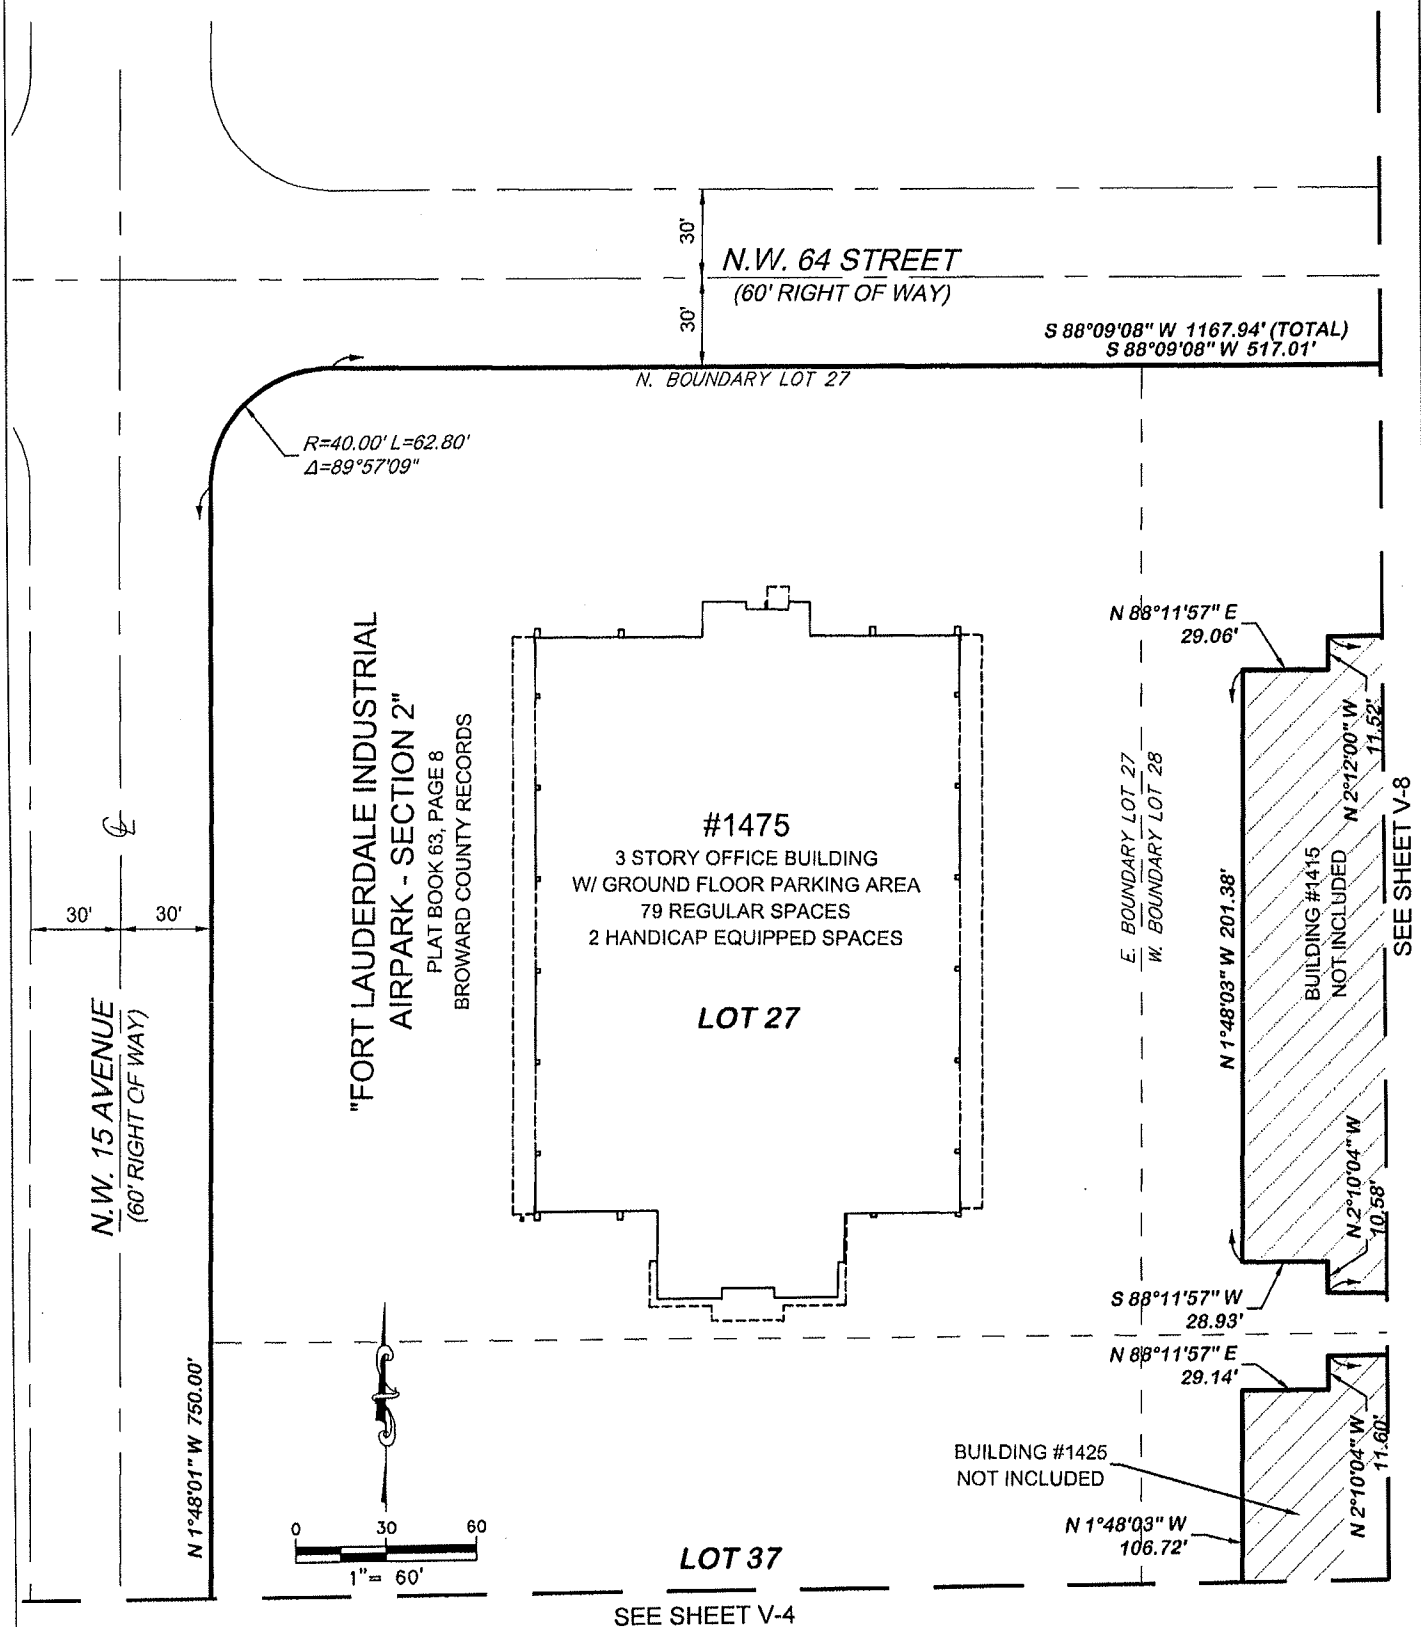 30'
N.W. 64 STREET
(60' RIGHT OF WAY)
30'
S 88°09'08" W 1167.94' (TOTAL)
S 88°09'08" W 517.01'
N. BOUNDARY LOT 27
R=40.00' L=62.80'
Δ=89°57'09"
"FORT LAUDERDALE INDUSTRIAL
AIRPARK - SECTION 2"
PLAT BOOK 63, PAGE 8
BROWARD COUNTY RECORDS
N 88°11'57" E
29.06'
N 2°12'00" W
11.52'
#1475
3 STORY OFFICE BUILDING
W/ GROUND FLOOR PARKING AREA
79 REGULAR SPACES
2 HANDICAP EQUIPPED SPACES
LOT 27
E. BOUNDARY LOT 27
W. BOUNDARY LOT 28
N 1°48'03" W 201.38'
BUILDING #1415
NOT INCLUDED
SEE SHEET V-8
℄
30'
30'
N.W. 15 AVENUE
(60' RIGHT OF WAY)
N 2°10'04" W
10.58'
S 88°11'57" W
28.93'
N 88°11'57" E
29.14'
N 1°48'01" W 750.00'
BUILDING #1425
NOT INCLUDED
N 2°10'04" W
11.60'
N 1°48'03" W
106.72'
0 30 60
1"= 60'
LOT 37
SEE SHEET V-4